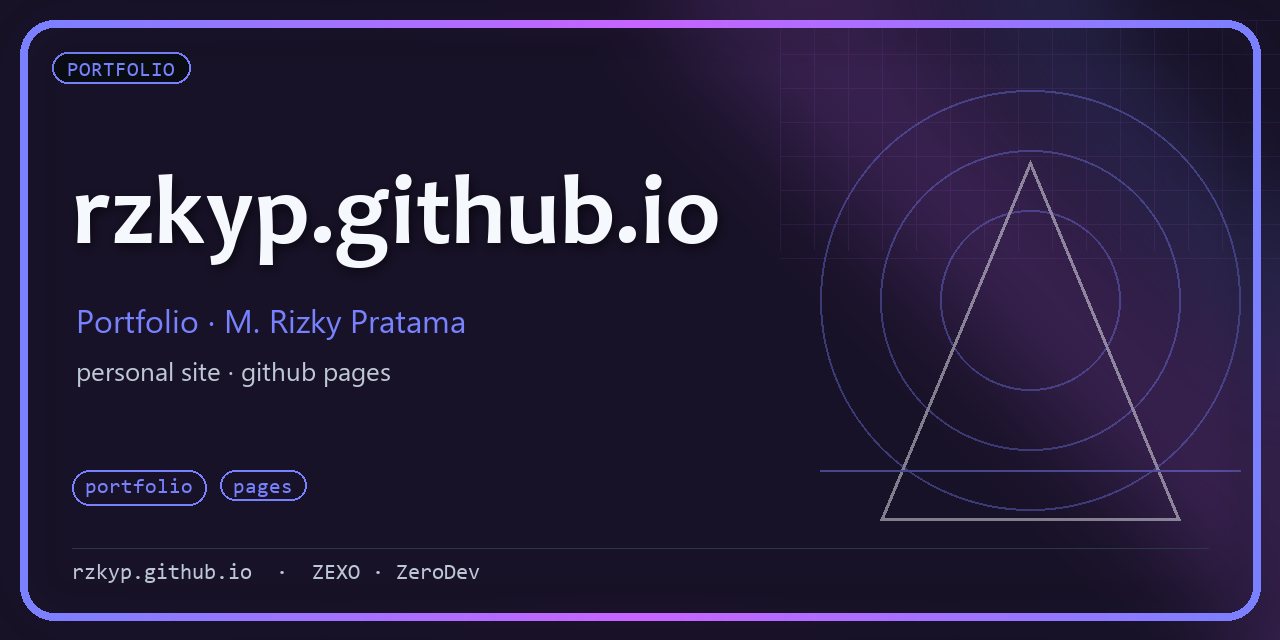 PORTFOLIO
rzkyp.github.io
Portfolio · M. Rizky Pratama
personal site · github pages
portfolio pages
rzkyp.github.io · ZEXO · ZeroDev